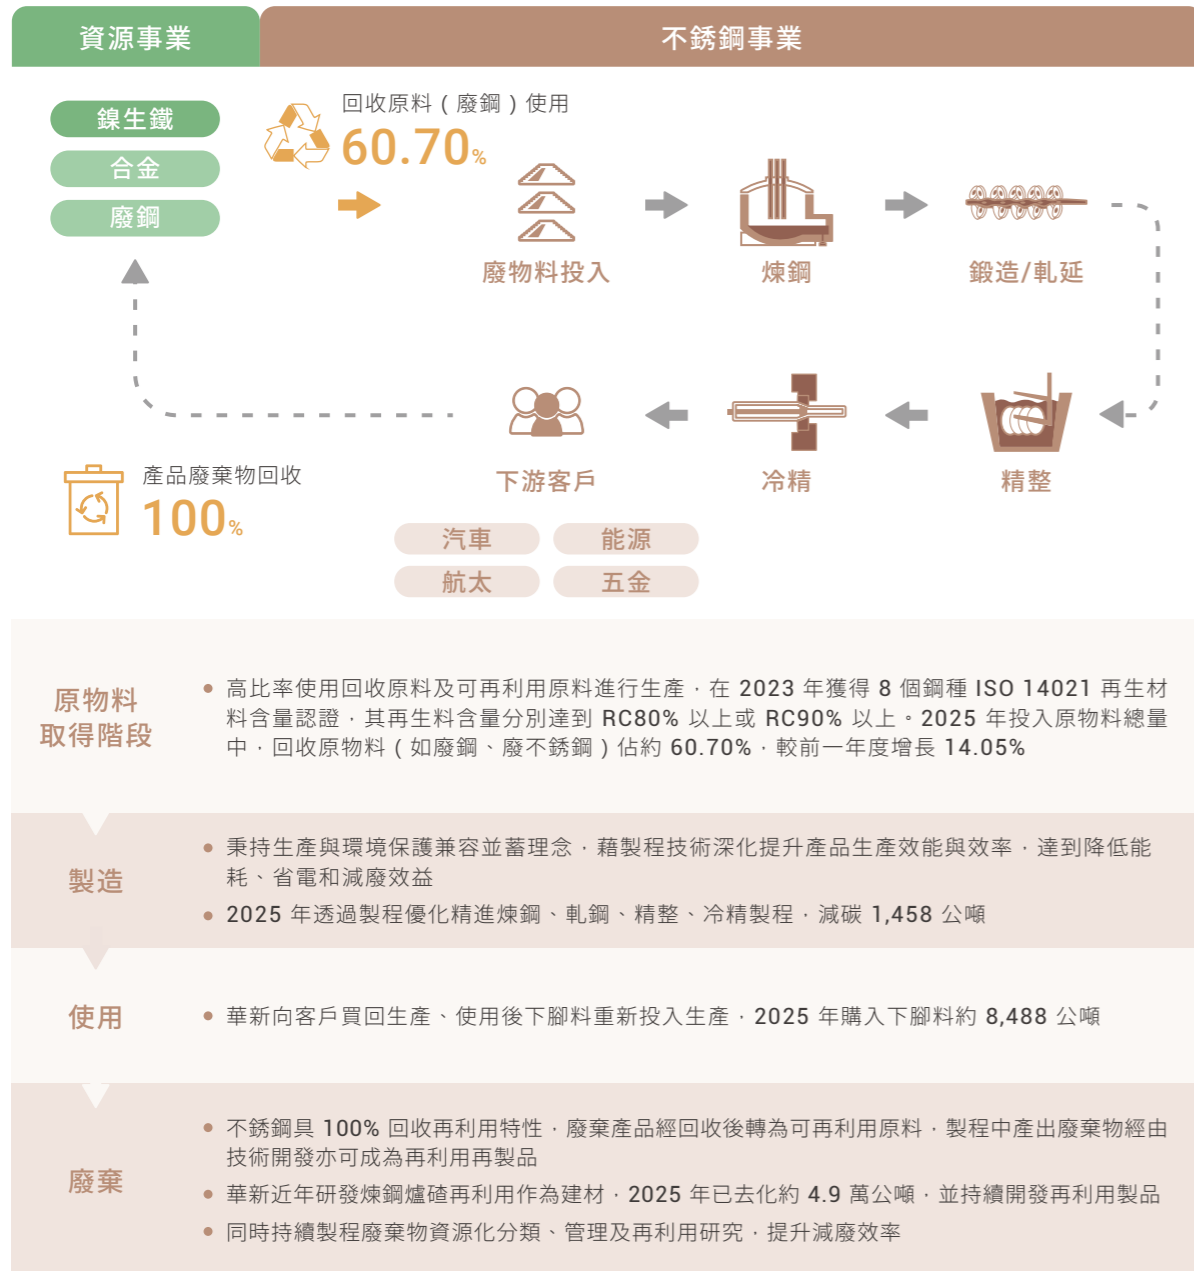 資源事業
不銹鋼事業
鎳生鐵
合金
廢鋼
回收原料（廢鋼）使用
60.70%
廢物料投入
煉鋼
鍛造/軋延
下游客戶
冷精
精整
產品廢棄物回收
100%
汽車
能源
航太
五金
原物料
取得階段
• 高比率使用回收原料及可再利用原料進行生產，在 2023 年獲得 8 個鋼種 ISO 14021 再生材
料含量認證，其再生料含量分別達到 RC80% 以上或 RC90% 以上。2025 年投入原物料總量
中，回收原物料（如廢鋼、廢不銹鋼）佔約 60.70%，較前一年度增長 14.05%
製造
• 秉持生產與環境保護兼容並蓄理念，藉製程技術深化提升產品生產效能與效率，達到降低能
耗、省電和減廢效益
• 2025 年透過製程優化精進煉鋼、軋鋼、精整、冷精製程，減碳 1,458 公噸
使用
• 華新向客戶買回生產、使用後下腳料重新投入生產，2025 年購入下腳料約 8,488 公噸
廢棄
• 不銹鋼具 100% 回收再利用特性，廢棄產品經回收後轉為可再利用原料，製程中產出廢棄物經由
技術開發亦可成為再利用再製品
• 華新近年研發煉鋼爐碴再利用作為建材，2025 年已去化約 4.9 萬公噸，並持續開發再利用製品
• 同時持續製程廢棄物資源化分類、管理及再利用研究，提升減廢效率